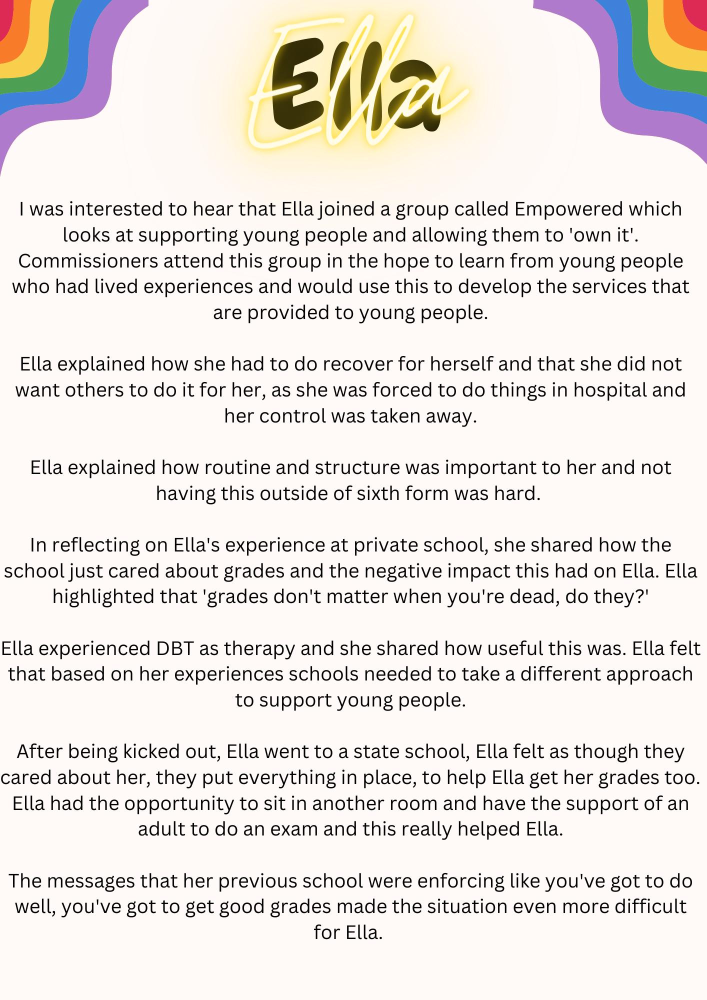 Ella
Ella
I was interested to hear that Ella joined a group called Empowered which
looks at supporting young people and allowing them to 'own it'.
Commissioners attend this group in the hope to learn from young people
who had lived experiences and would use this to develop the services that
are provided to young people.
Ella explained how she had to do recover for herself and that she did not
want others to do it for her, as she was forced to do things in hospital and
her control was taken away.
Ella explained how routine and structure was important to her and not
having this outside of sixth form was hard.
In reflecting on Ella's experience at private school, she shared how the
school just cared about grades and the negative impact this had on Ella. Ella
highlighted that 'grades don't matter when you're dead, do they?'
Ella experienced DBT as therapy and she shared how useful this was. Ella felt
that based on her experiences schools needed to take a different approach
to support young people.
After being kicked out, Ella went to a state school, Ella felt as though they
cared about her, they put everything in place, to help Ella get her grades too.
Ella had the opportunity to sit in another room and have the support of an
adult to do an exam and this really helped Ella.
The messages that her previous school were enforcing like you've got to do
well, you've got to get good grades made the situation even more difficult
for Ella.